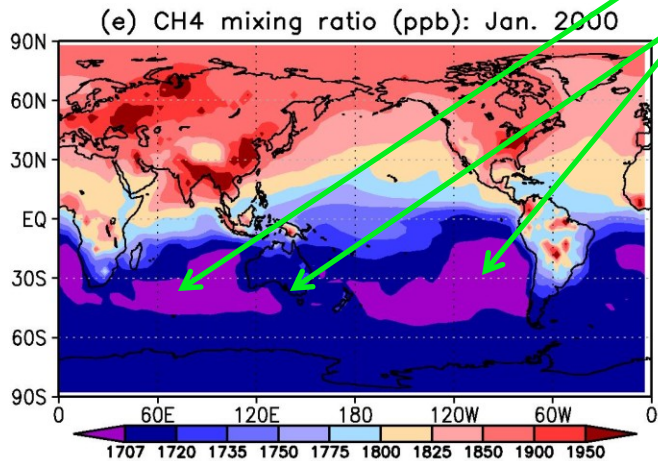 (e) CH4 mixing ratio (ppb): Jan. 2000
90N
60N
30N
EQ
30S
60S
90S
0 60E 120E 180 120W 60W 0
1707 1720 1735 1750 1775 1800 1825 1850 1900 1950